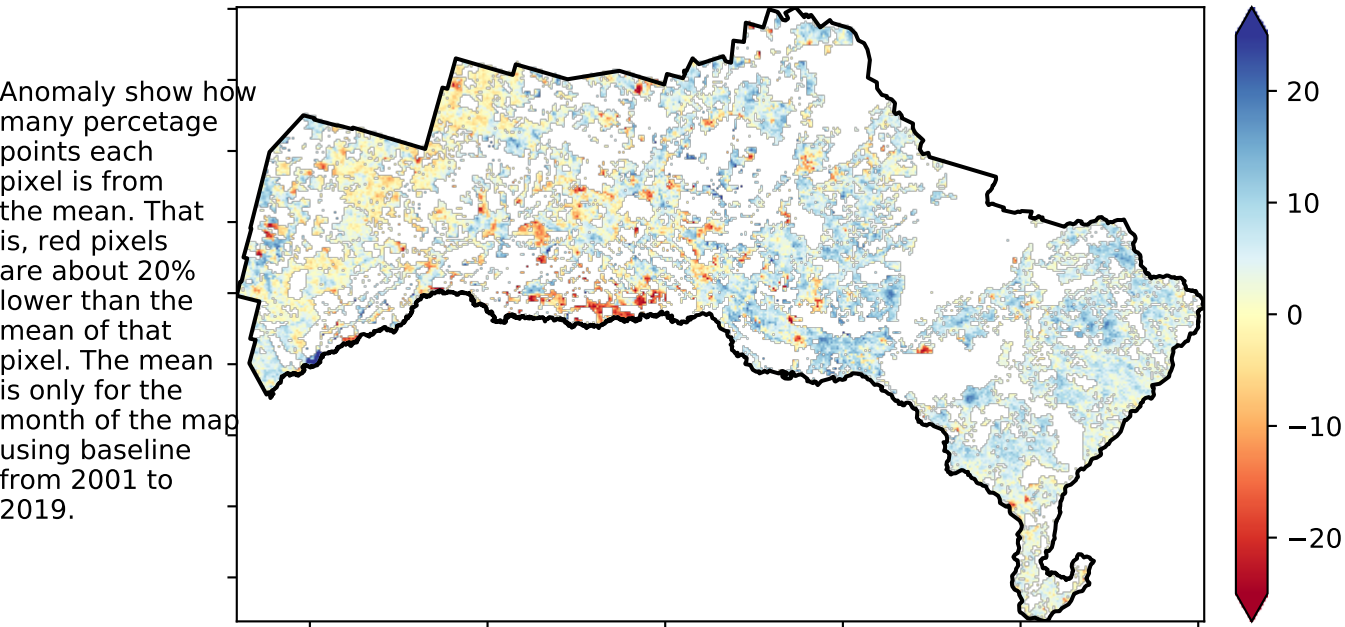 Anomaly show how
many percetage
points each
pixel is from
the mean. That
is, red pixels
are about 20%
lower than the
mean of that
pixel. The mean
is only for the
month of the map
using baseline
from 2001 to
2019.
20
10
0
−10
−20